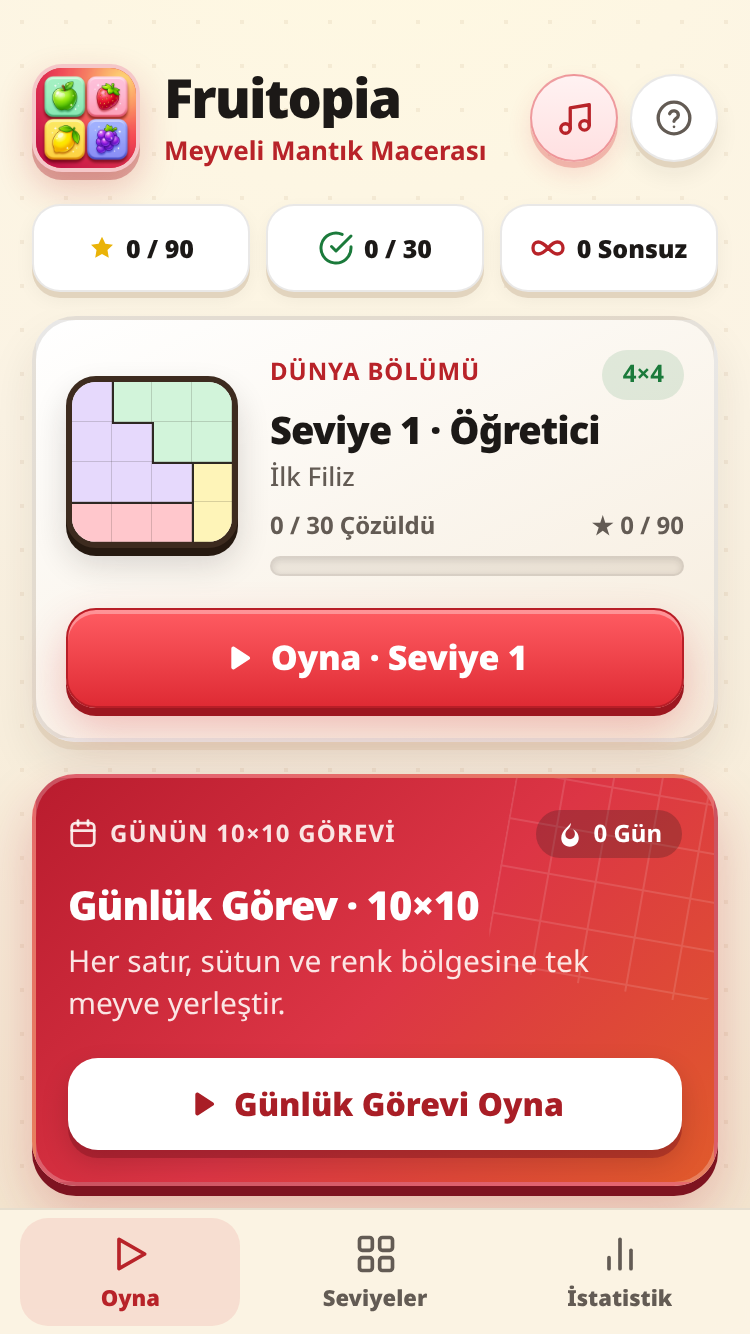 Fruitopia
Meyveli Mantık Macerası
0 / 90
0 / 30
0 Sonsuz
DÜNYA BÖLÜMÜ
4×4
Seviye 1 · Öğretici
İlk Filiz
0 / 30 Çözüldü
★ 0 / 90
Oyna · Seviye 1
GÜNÜN 10×10 GÖREVİ
0 Gün
Günlük Görev · 10×10
Her satır, sütun ve renk bölgesine tek
meyve yerleştir.
Günlük Görevi Oyna
Oyna
Seviyeler
İstatistik